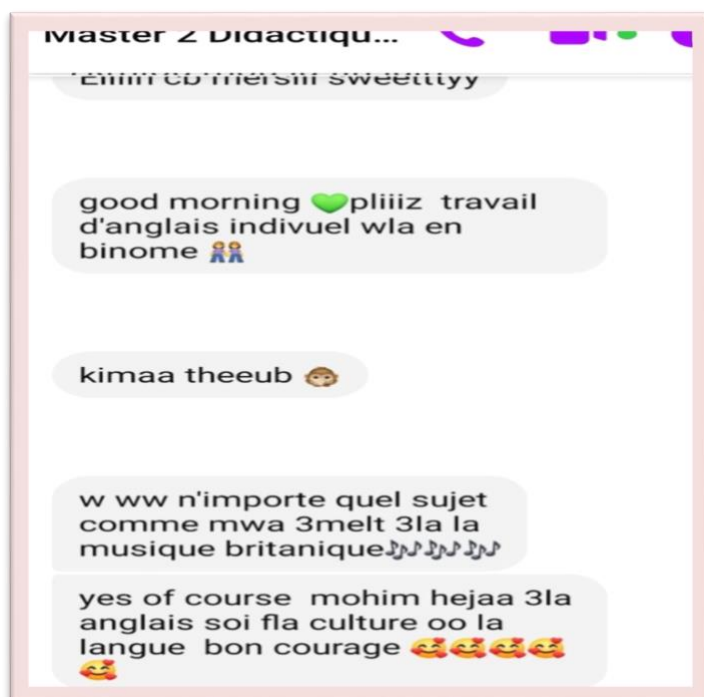 Master 2 Didactiqu...
sweetttyy
good morning 💚pliiiz travail
d'anglais indivuel wla en
binome 👭
kimaa theeub 🐵
w ww n'importe quel sujet
comme mwa 3melt 3la la
musique britanique🎶🎶🎶
yes of course mohim hejaa 3la
anglais soi fla culture oo la
langue bon courage 🥰🥰🥰🥰
🥰